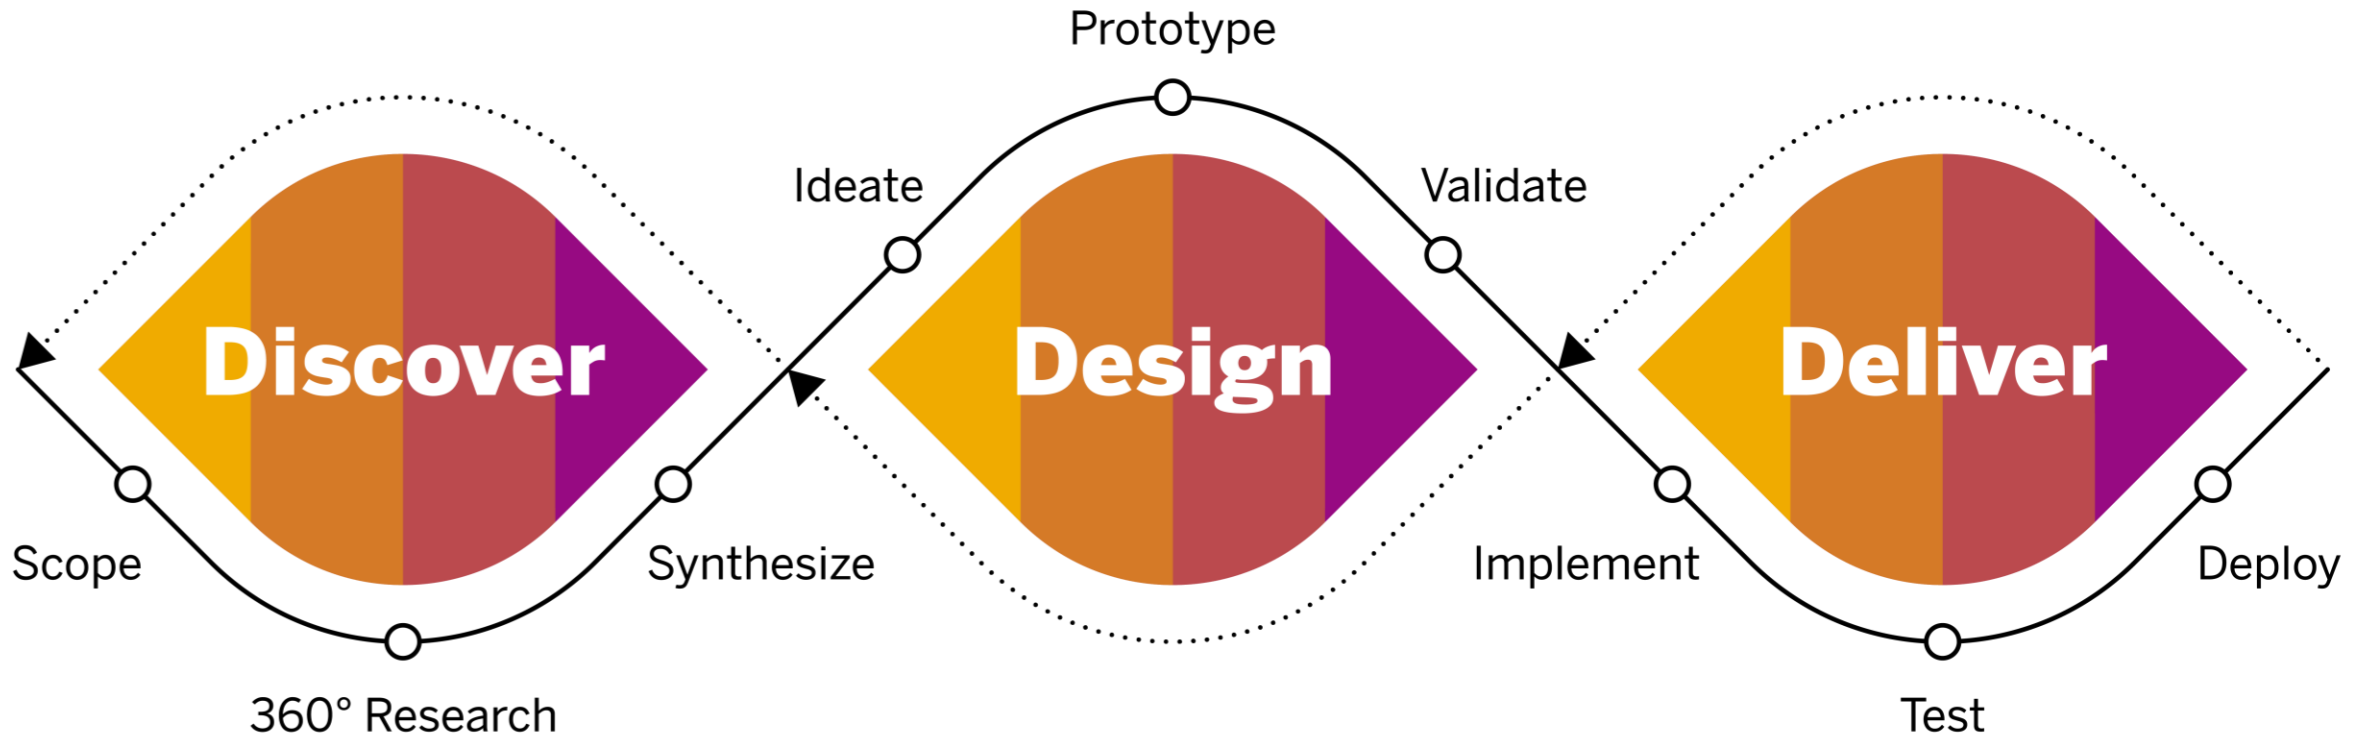 Prototype
Ideate
Validate
Discover
Design
Deliver
Scope
Synthesize
Implement
Deploy
360° Research
Test